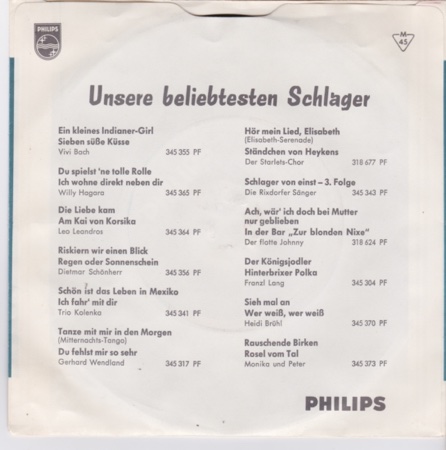 PHILIPS
M
45
Unsere beliebtesten Schlager
Ein kleines Indianer-Girl
Sieben süße Küsse
Vivi Bach 345 355 PF
Du spielst 'ne tolle Rolle
Ich wohne direkt neben dir
Willy Hagara 345 365 PF
Die Liebe kam
Am Kai von Korsika
Leo Leandros 345 364 PF
Riskiern wir einen Blick
Regen oder Sonnenschein
Dietmar Schönherr 345 356 PF
Schön ist das Leben in Mexiko
Ich fahr' mit dir
Trio Kolenka 345 341 PF
Tanze mit mir in den Morgen
(Mitternachts-Tango)
Du fehlst mir so sehr
Gerhard Wendland 345 317 PF
Hör mein Lied, Elisabeth
(Elisabeth-Serenade)
Ständchen von Heykens
Der Starlets-Chor 318 677 PF
Schlager von einst – 3. Folge
Die Rixdorfer Sänger 345 343 PF
Ach, wär' ich doch bei Mutter
nur geblieben
In der Bar „Zur blonden Nixe"
Der flotte Johnny 318 624 PF
Der Königsjodler
Hinterbrixer Polka
Franzl Lang 345 304 PF
Sieh mal an
Wer weiß, wer weiß
Heidi Brühl 345 370 PF
Rauschende Birken
Rosel vom Tal
Monika und Peter 345 373 PF
PHILIPS